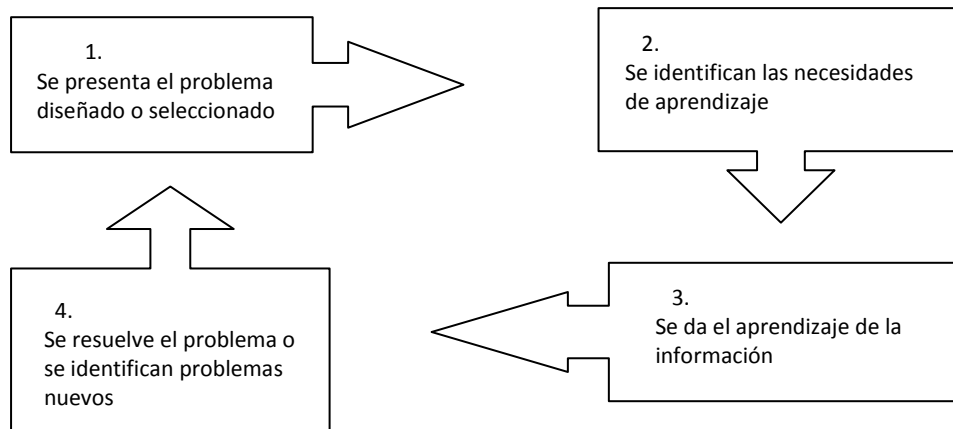 1.
Se presenta el problema
diseñado o seleccionado
2.
Se identifican las necesidades
de aprendizaje
3.
Se da el aprendizaje de la
información
4.
Se resuelve el problema o
se identifican problemas
nuevos